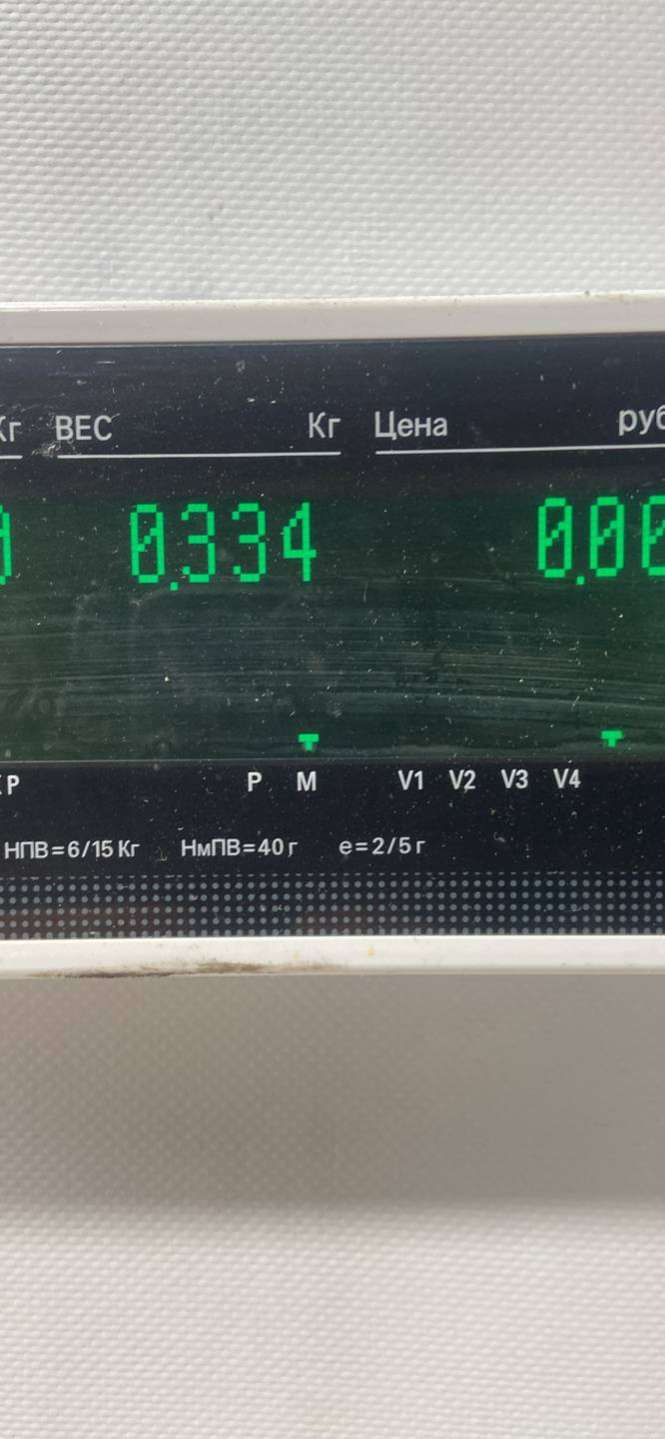 Кг ВЕС Кг Цена руб
0.334 0.00
Р М V1 V2 V3 V4
НПВ=6/15 Кг НмПВ=40 г e=2/5 г